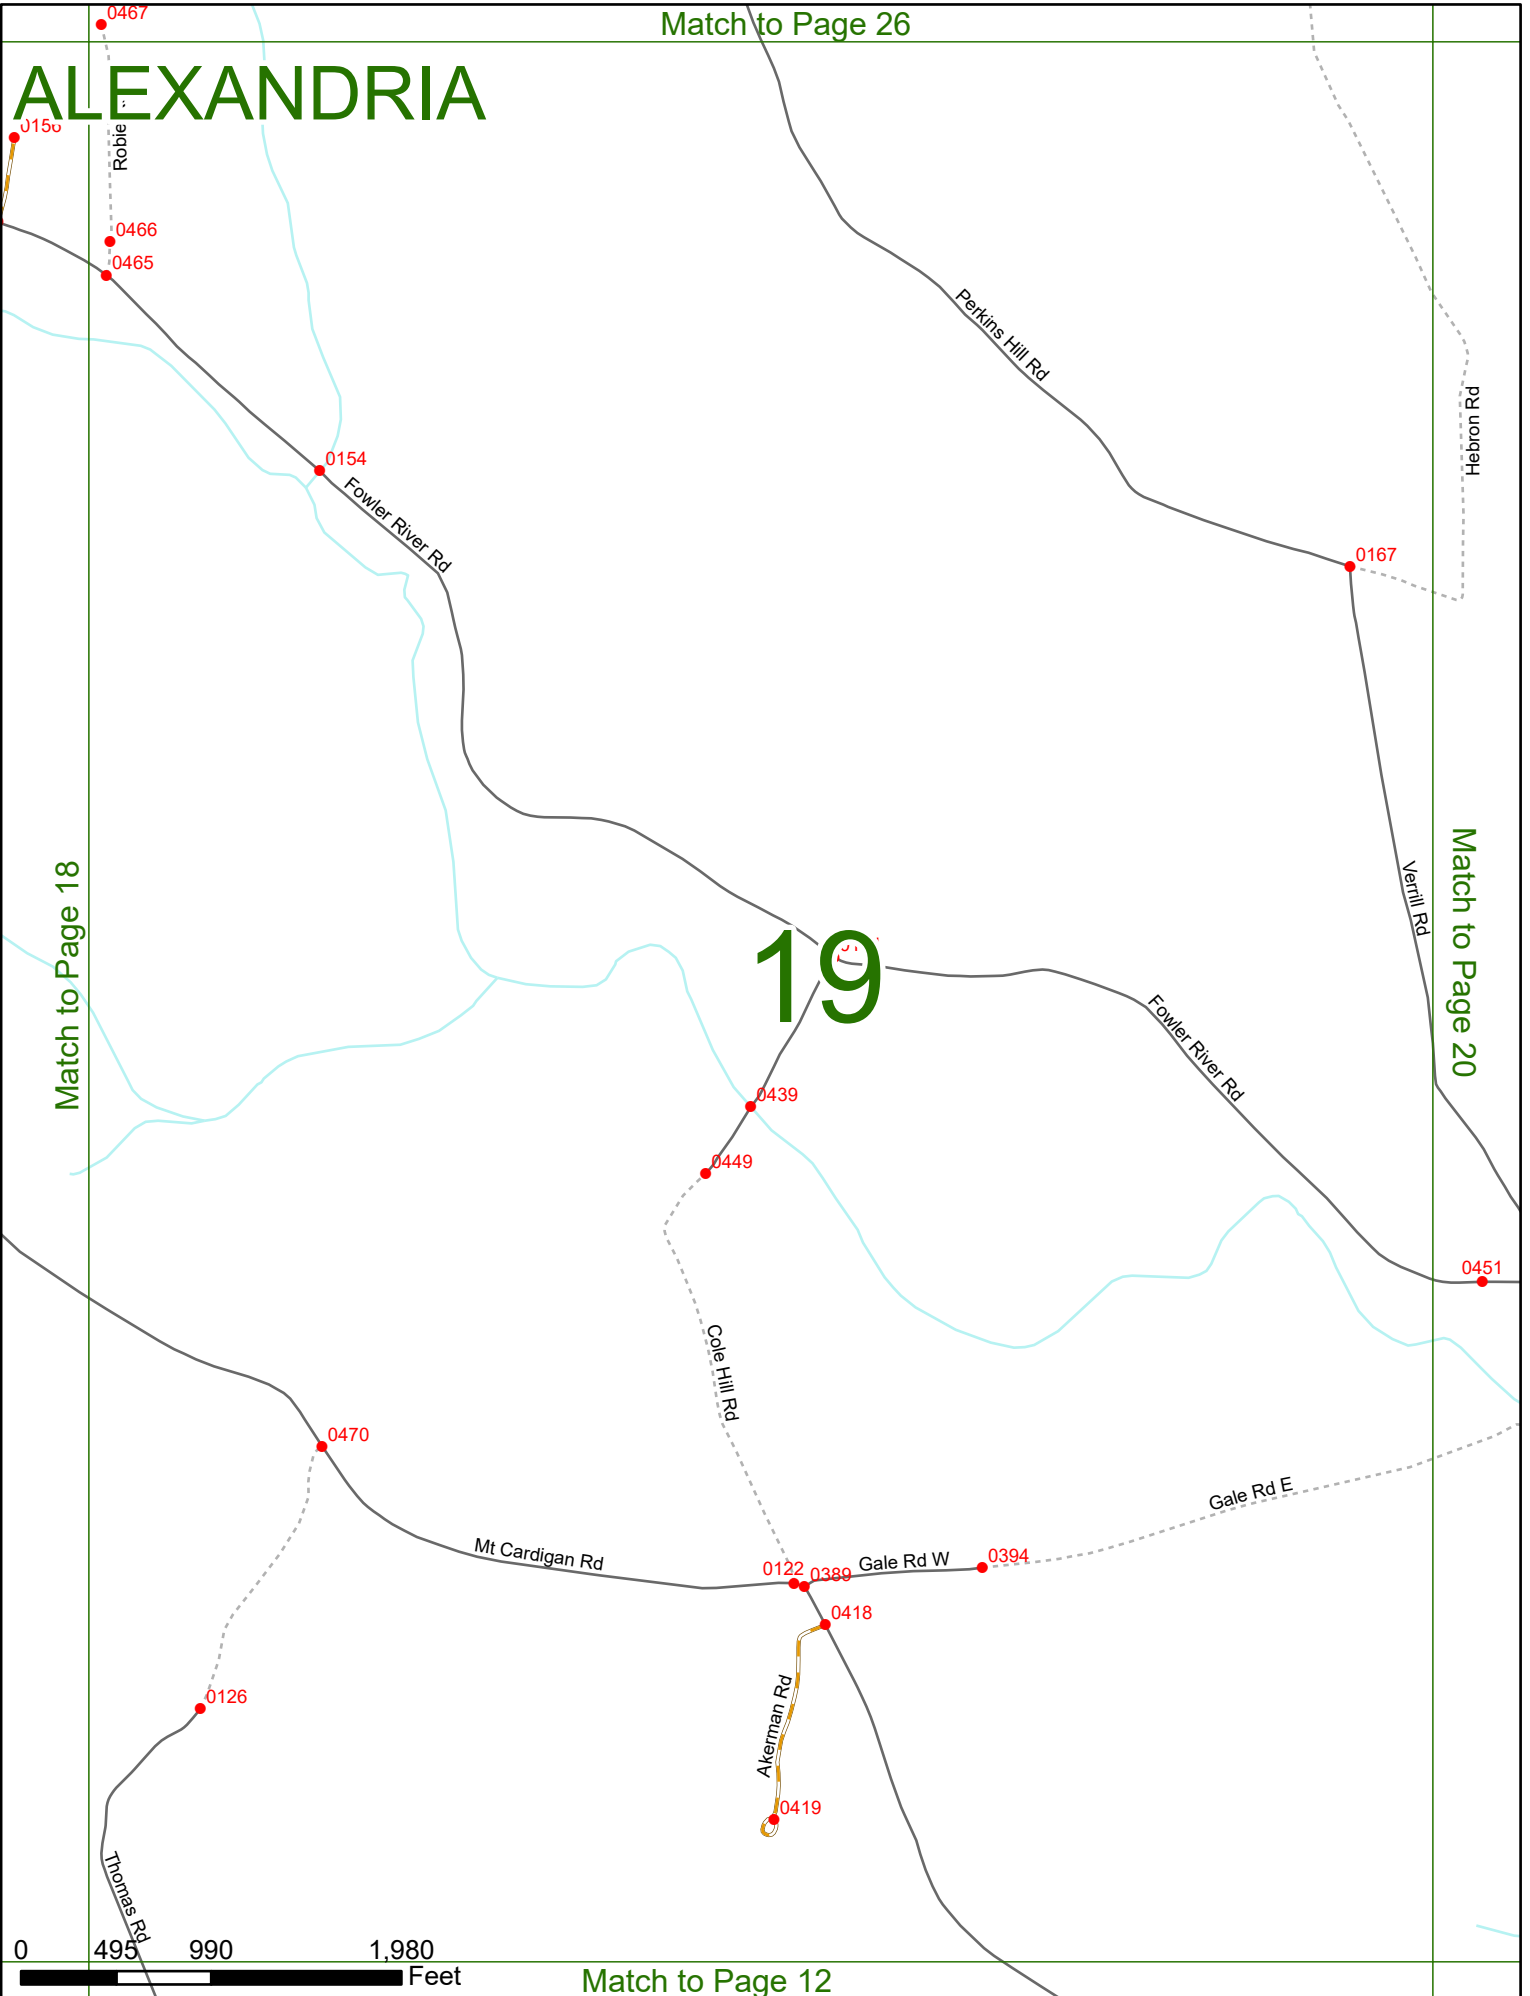 0467
Match to Page 26
ALEXANDRIA
0156
0466
0465
Perkins Hill Rd
Hebron Rd
0154
Fowler River Rd
0167
Match to Page 18
Verrill Rd
Match to Page 20
19
Fowler River Rd
0439
0449
0451
Cole Hill Rd
0470
Gale Rd E
Mt Cardigan Rd
0122
0389
Gale Rd W
0394
0418
0126
Akerman Rd
0419
Thomas Rd
0 495 990 1,980
Feet
Match to Page 12